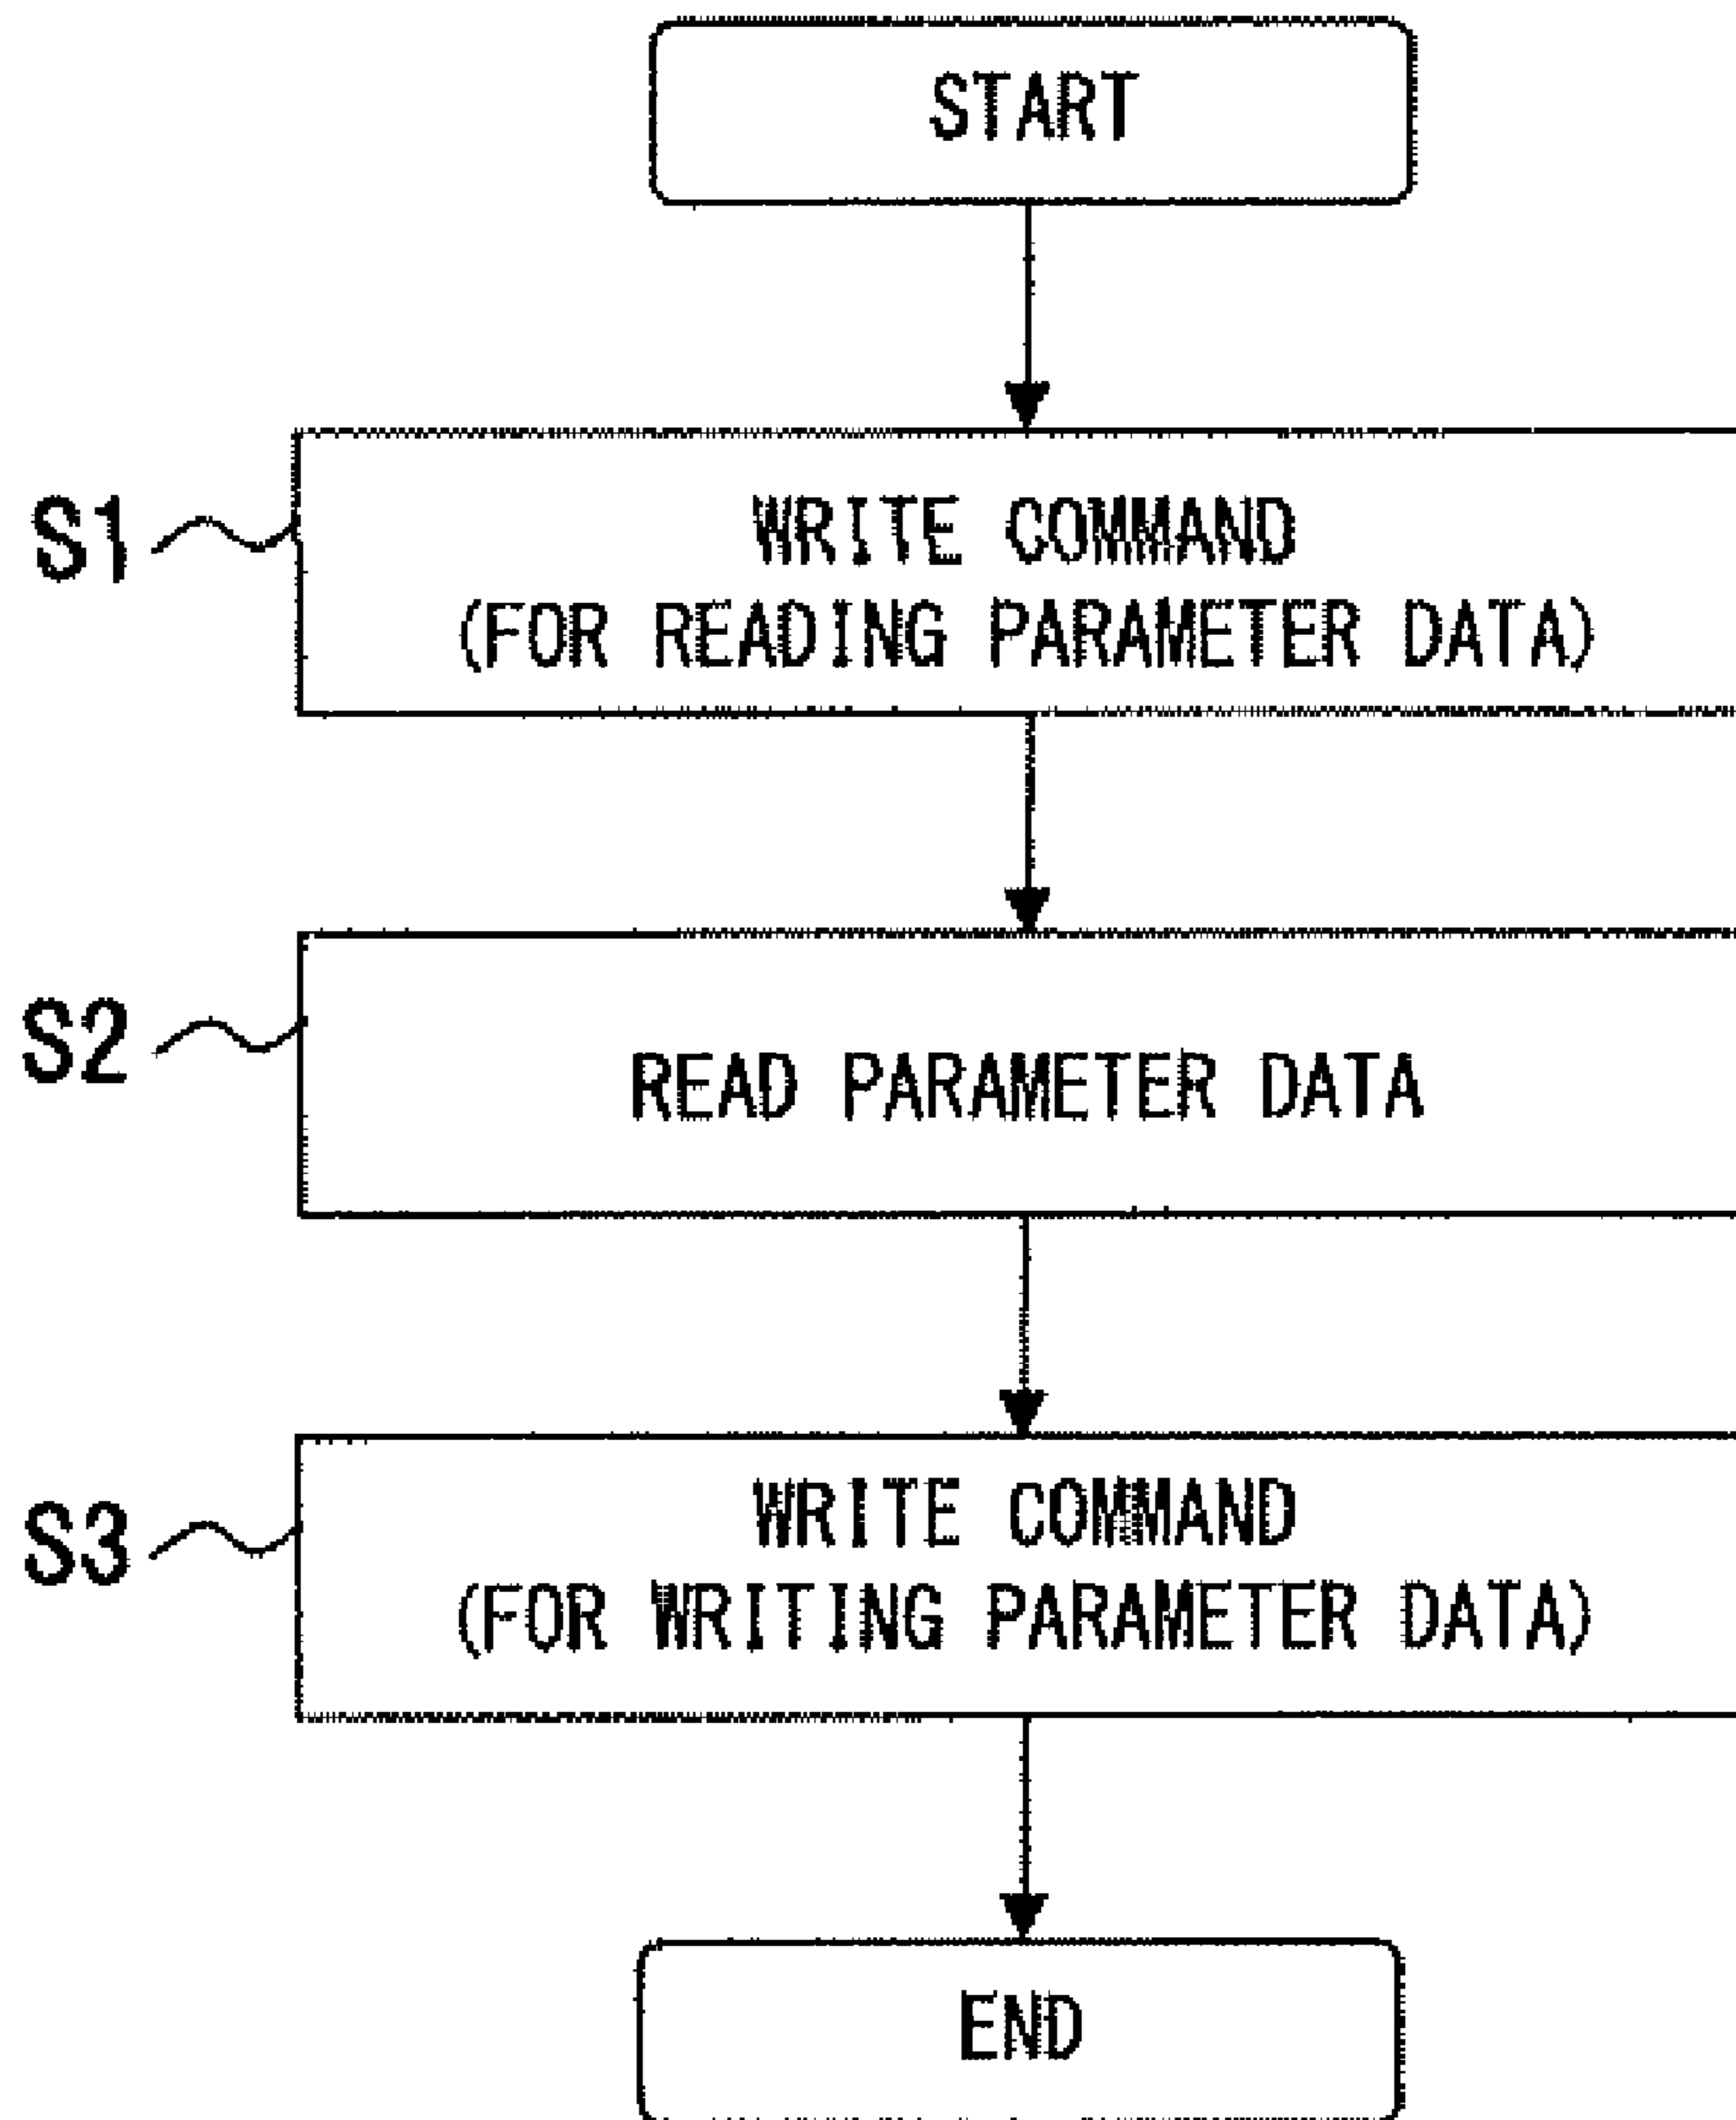 START
S1
WRITE COMMAND
(FOR READING PARAMETER DATA)
S2
READ PARAMETER DATA
S3
WRITE COMMAND
(FOR WRITING PARAMETER DATA)
END